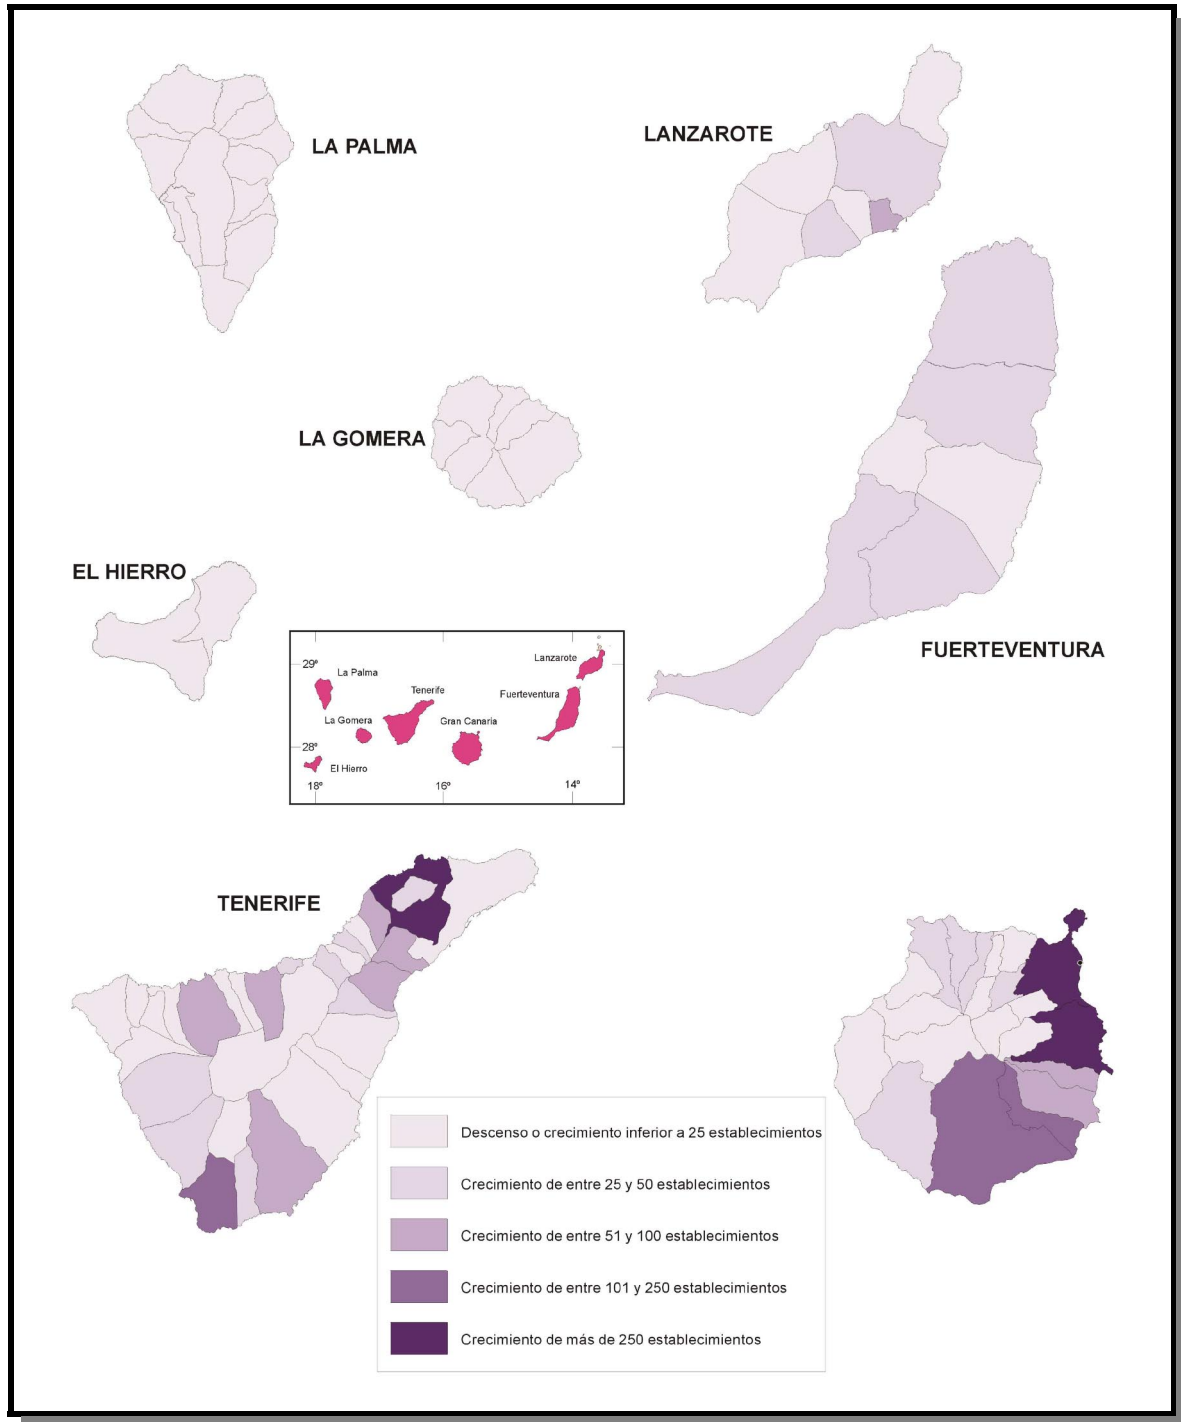 LA PALMA
LANZAROTE
LA GOMERA
EL HIERRO
FUERTEVENTURA
29º
La Palma
Lanzarote
Tenerife
Fuerteventura
La Gomera
Gran Canaria
28º
El Hierro
18º
16º
14º
TENERIFE
Descenso o crecimiento inferior a 25 establecimientos
Crecimiento de entre 25 y 50 establecimientos
Crecimiento de entre 51 y 100 establecimientos
Crecimiento de entre 101 y 250 establecimientos
Crecimiento de más de 250 establecimientos